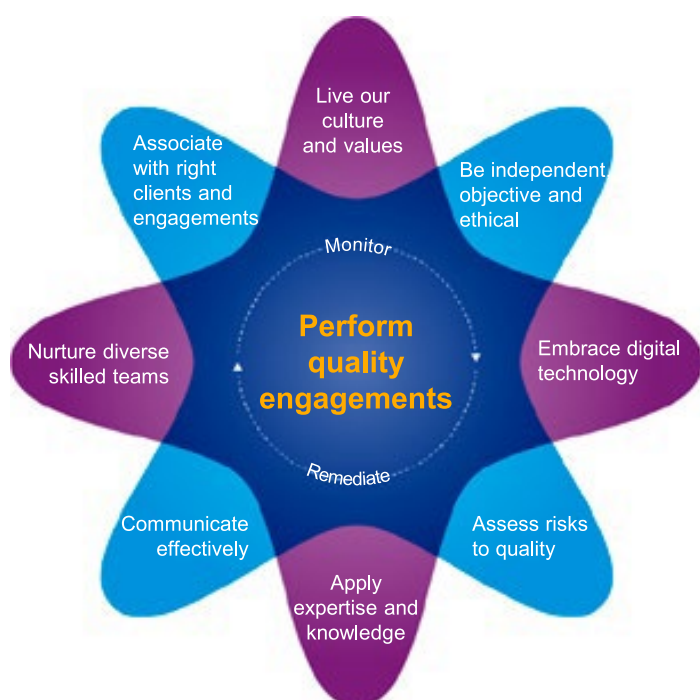 Live our
culture
and values
Be independent,
objective and
ethical
Embrace digital
technology
Assess risks
to quality
Apply
expertise and
knowledge
Communicate
effectively
Nurture diverse
skilled teams
Associate
with right
clients and
engagements
Monitor
Perform
quality
engagements
Remediate